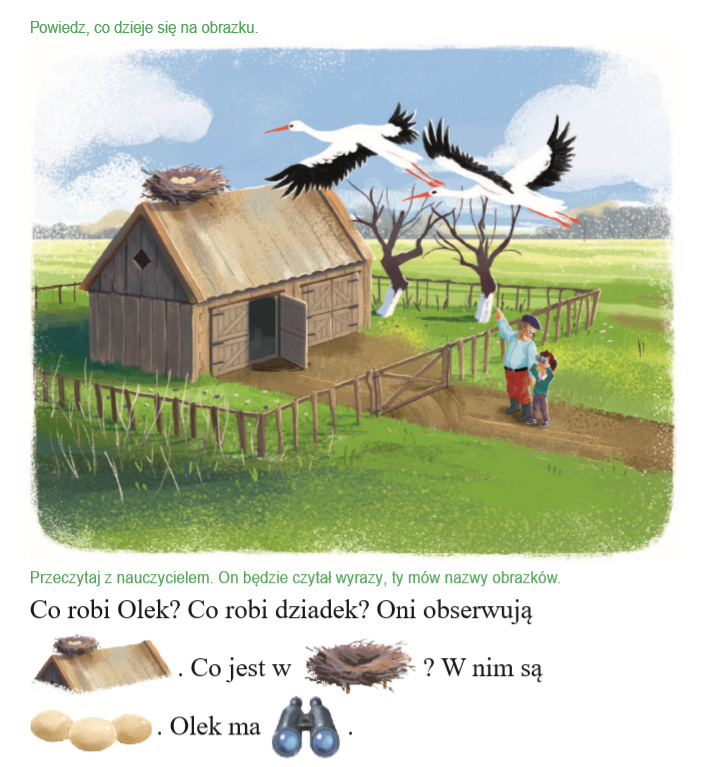 Powiedz, co dzieje się na obrazku.
Przeczytaj z nauczycielem. On będzie czytał wyrazy, ty mów nazwy obrazków.
Co robi Olek? Co robi dziadek? Oni obserwują
. Co jest w ? W nim są
. Olek ma .